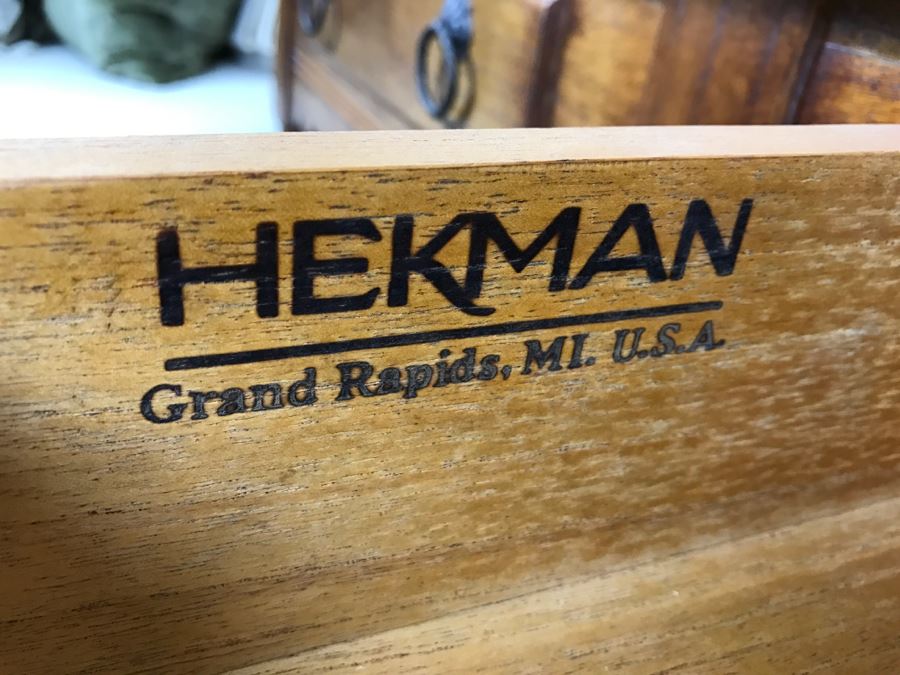 HEKMAN
Grand Rapids, MI. U.S.A.